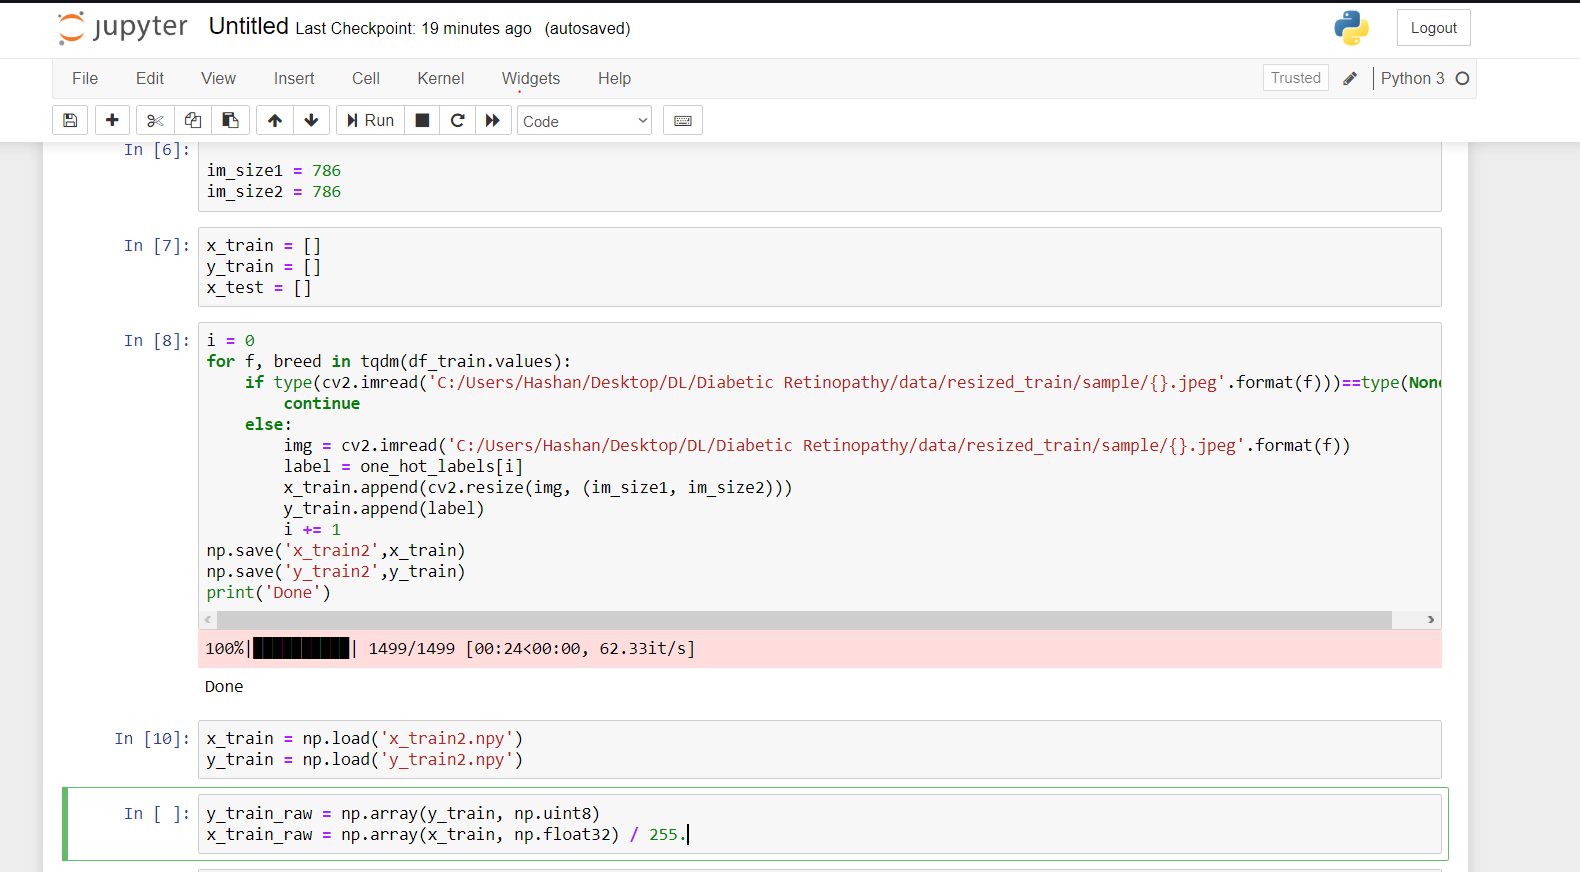 jupyter Untitled Last Checkpoint: 19 minutes ago (autosaved) Logout
File Edit View Insert Cell Kernel Widgets Help Trusted Python 3
Run Code
In [6]:
im_size1 = 786
im_size2 = 786
In [7]: x_train = []
y_train = []
x_test = []
In [8]: i = 0
for f, breed in tqdm(df_train.values):
    if type(cv2.imread('C:/Users/Hashan/Desktop/DL/Diabetic Retinopathy/data/resized_train/sample/{}.jpeg'.format(f)))==type(Non
        continue
    else:
        img = cv2.imread('C:/Users/Hashan/Desktop/DL/Diabetic Retinopathy/data/resized_train/sample/{}.jpeg'.format(f))
        label = one_hot_labels[i]
        x_train.append(cv2.resize(img, (im_size1, im_size2)))
        y_train.append(label)
        i += 1
np.save('x_train2',x_train)
np.save('y_train2',y_train)
print('Done')
100%|██████████| 1499/1499 [00:24<00:00, 62.33it/s]
Done
In [10]: x_train = np.load('x_train2.npy')
y_train = np.load('y_train2.npy')
In [ ]: y_train_raw = np.array(y_train, np.uint8)
x_train_raw = np.array(x_train, np.float32) / 255.